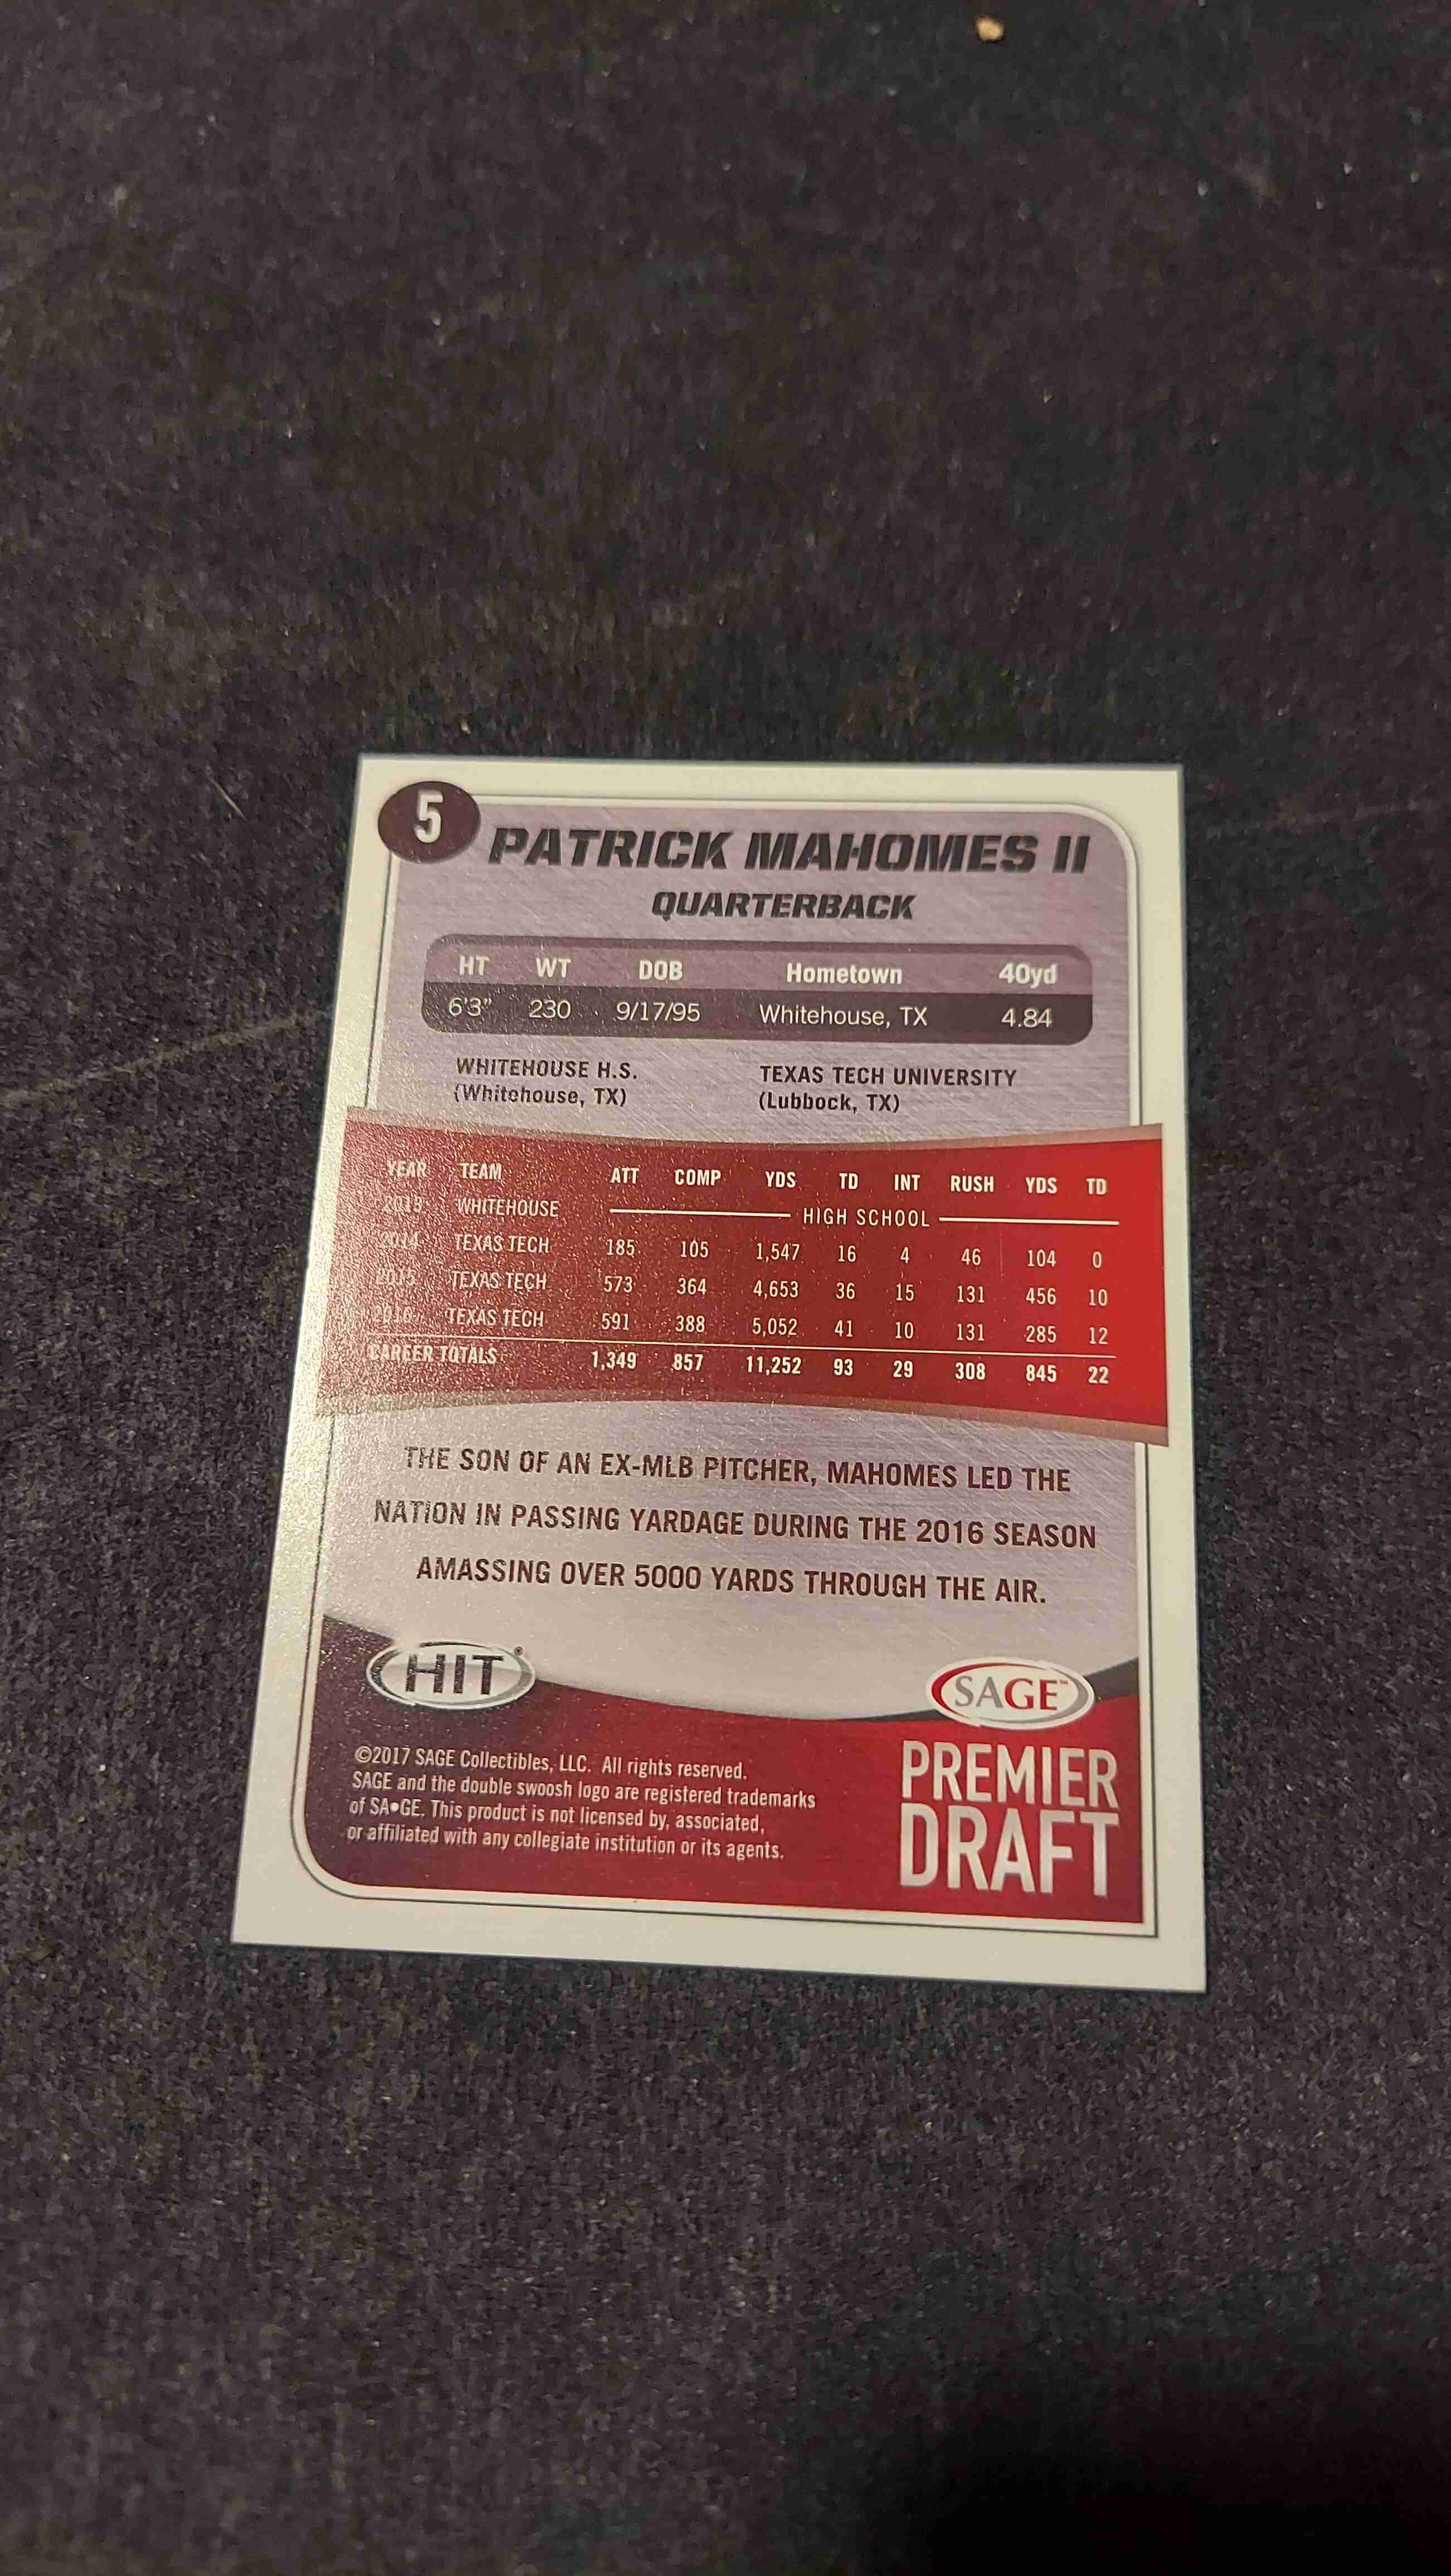 5
PATRICK MAHOMES II
QUARTERBACK
HT WT DOB Hometown 40yd
6'3" 230 9/17/95 Whitehouse, TX 4.84
WHITEHOUSE H.S. TEXAS TECH UNIVERSITY
(Whitehouse, TX) (Lubbock, TX)
YEAR TEAM ATT COMP YDS TD INT RUSH YDS TD
2013 WHITEHOUSE HIGH SCHOOL
2014 TEXAS TECH 185 105 1,547 16 4 46 104 0
2015 TEXAS TECH 573 364 4,653 36 15 131 456 10
2016 TEXAS TECH 591 388 5,052 41 10 131 285 12
CAREER TOTALS 1,349 857 11,252 93 29 308 845 22
THE SON OF AN EX-MLB PITCHER, MAHOMES LED THE
NATION IN PASSING YARDAGE DURING THE 2016 SEASON
AMASSING OVER 5000 YARDS THROUGH THE AIR.
HIT®
SAGE™
PREMIER
DRAFT
©2017 SAGE Collectibles, LLC. All rights reserved.
SAGE and the double swoosh logo are registered trademarks
of SA•GE. This product is not licensed by, associated,
or affiliated with any collegiate institution or its agents.